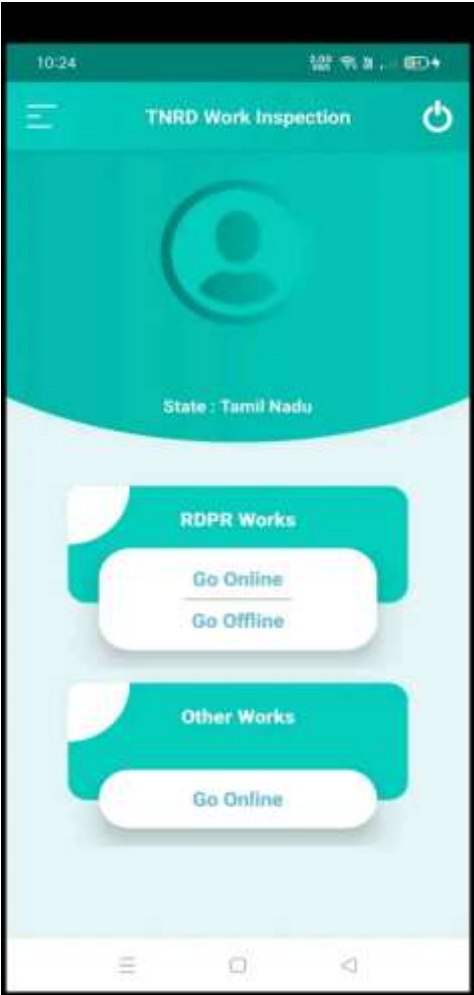 10:24
TNRD Work Inspection
State : Tamil Nadu
RDPR Works
Go Online
Go Offline
Other Works
Go Online